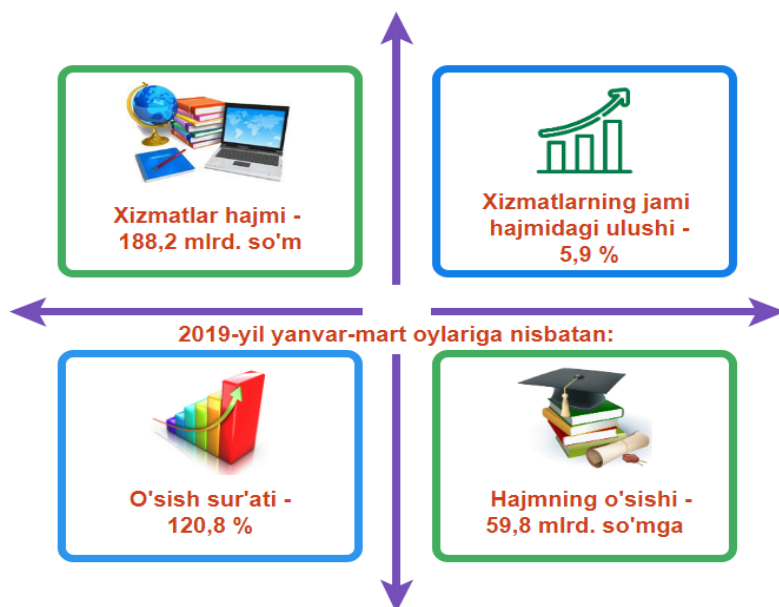 Xizmatlar hajmi -
188,2 mlrd. so'm
Xizmatlarning jami
hajmidagi ulushi -
5,9 %
2019-yil yanvar-mart oylariga nisbatan:
O'sish sur'ati -
120,8 %
Hajmning o'sishi -
59,8 mlrd. so'mga